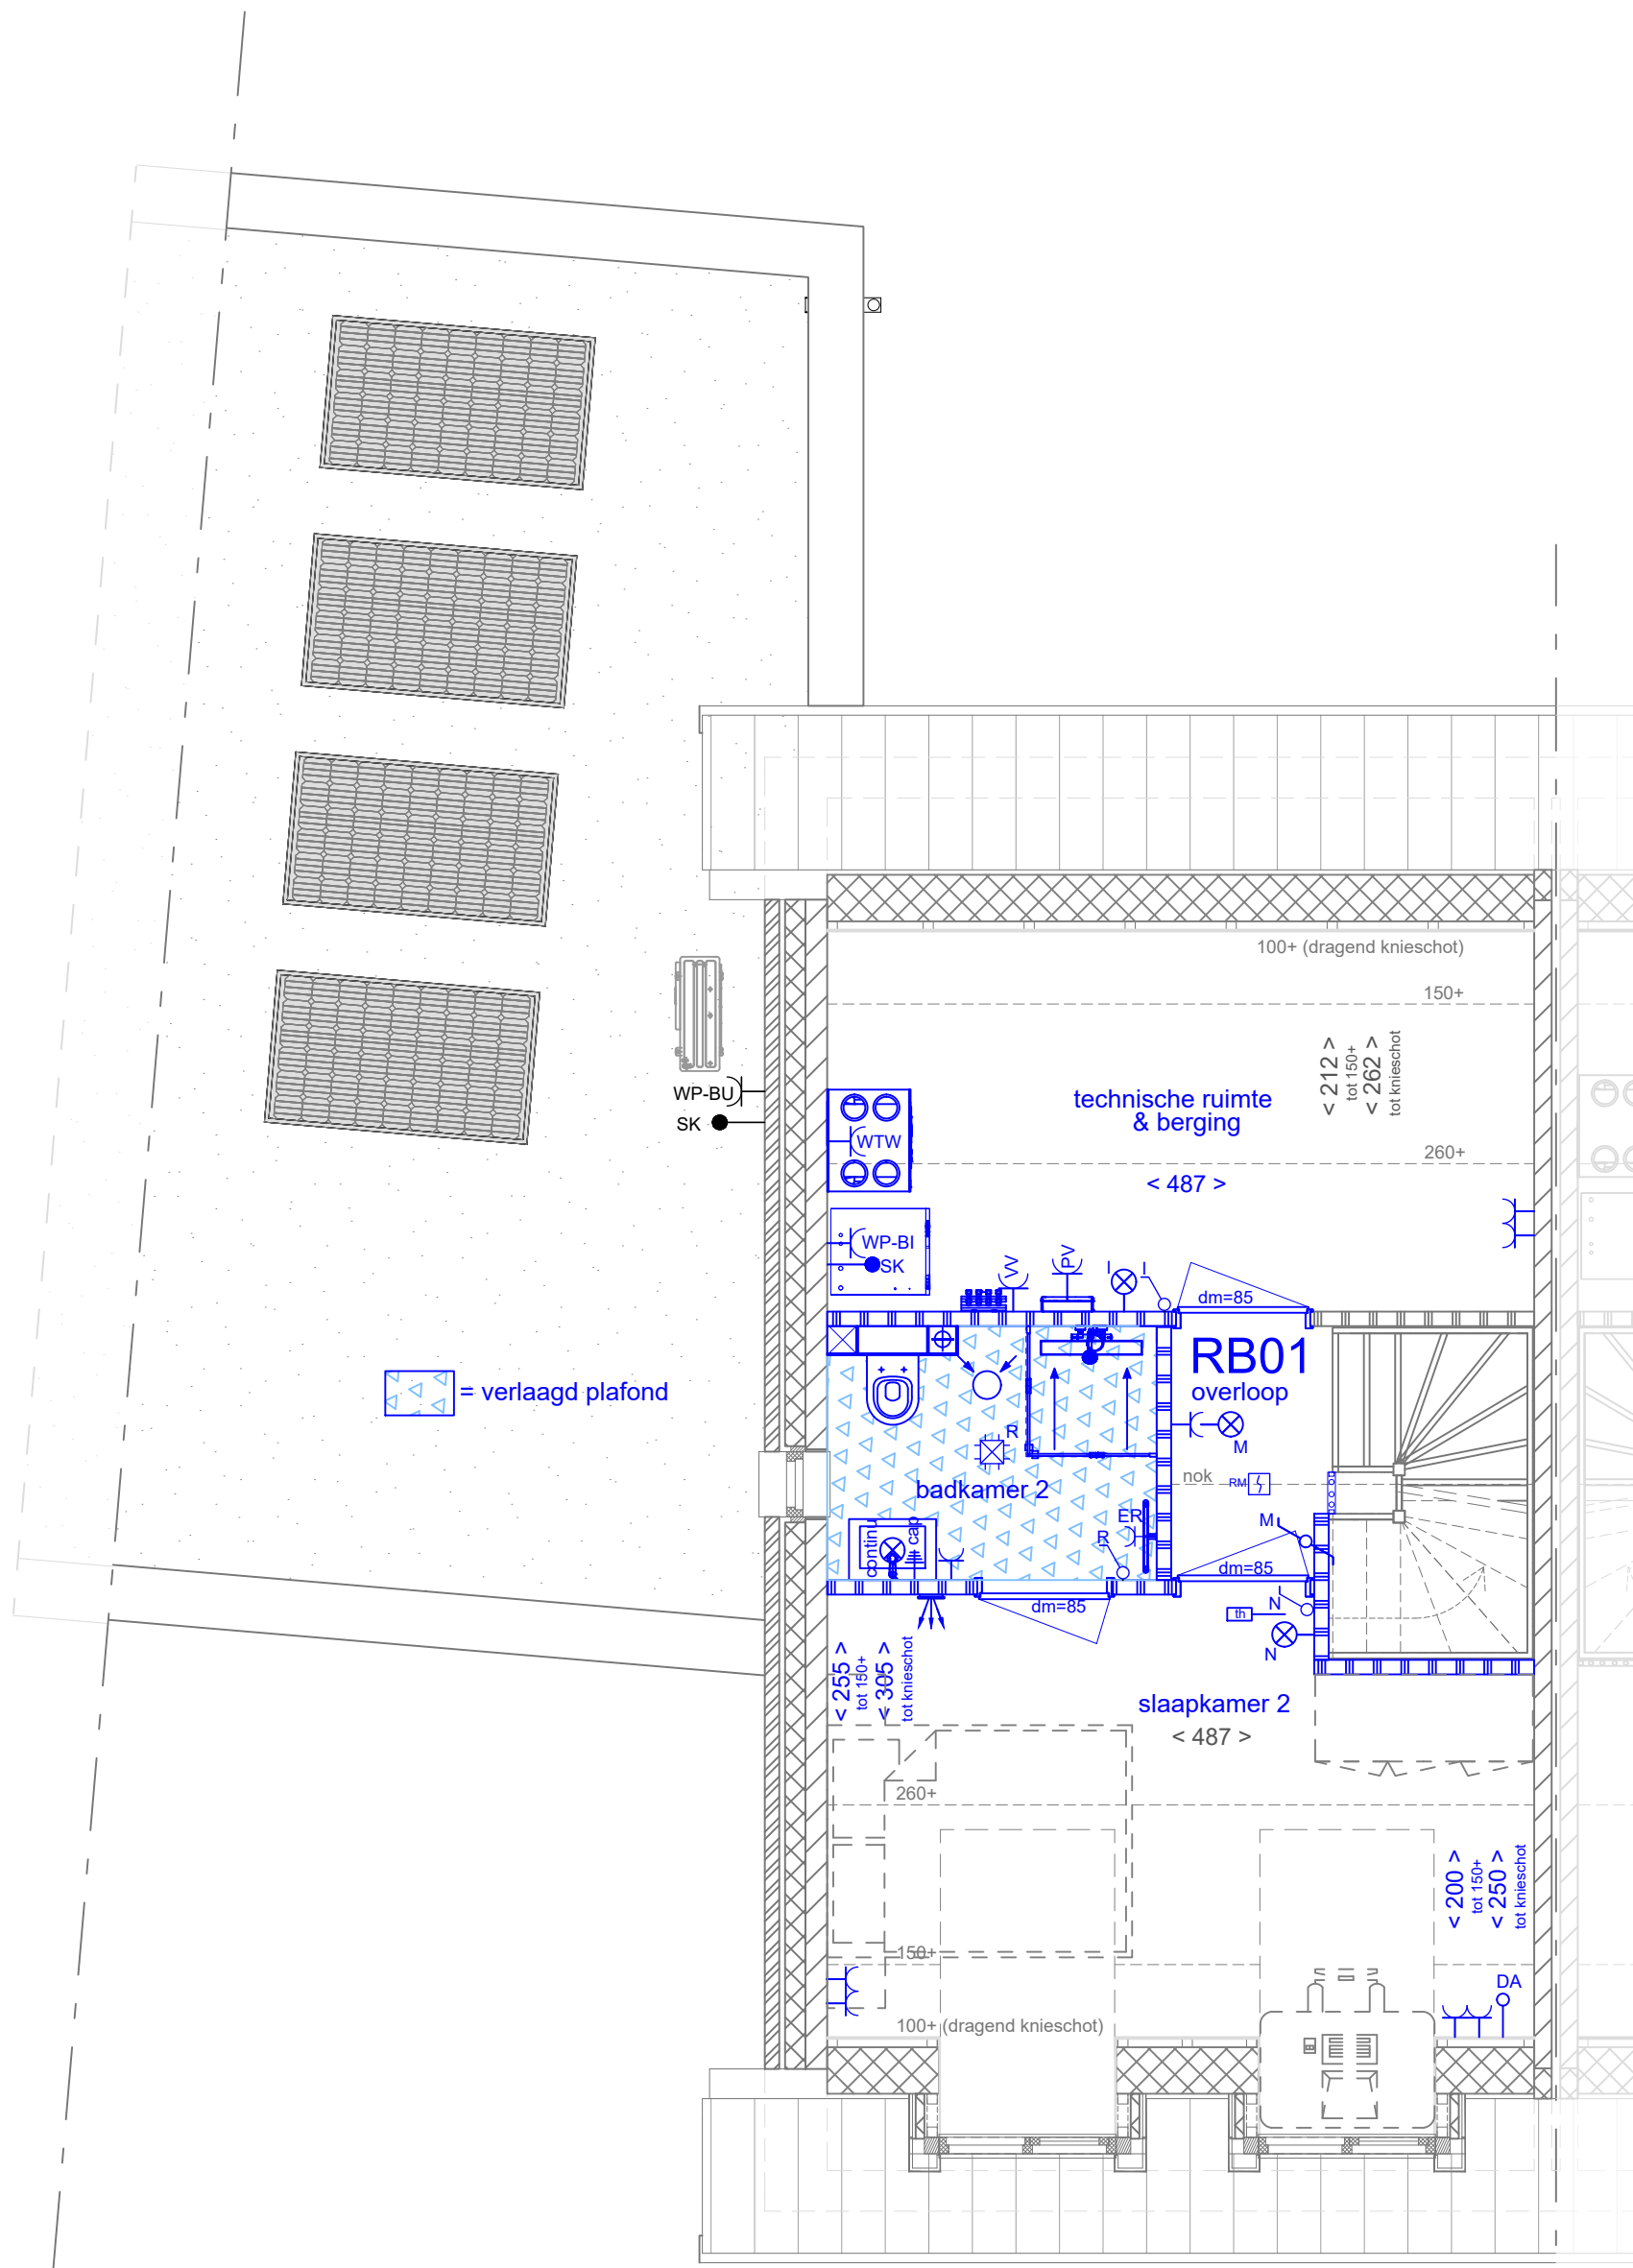 100+ (dragend knieschot)
150+
< 212 >
tot 150+
< 262 >
tot knieschot
WP-BU
SK
technische ruimte
& berging
WTW
260+
< 487 >
WP-BI
SK
VV
PV
I
I
dm=85
RB01
overloop
= verlaagd plafond
R
M
nok
RM
badkamer 2
continu
cap
ER
R
M
dm=85
dm=85
th
N
N
< 255 >
tot 150+
< 305 >
tot knieschot
slaapkamer 2
< 487 >
260+
< 200 >
tot 150+
< 250 >
tot knieschot
150+
DA
100+ (dragend knieschot)